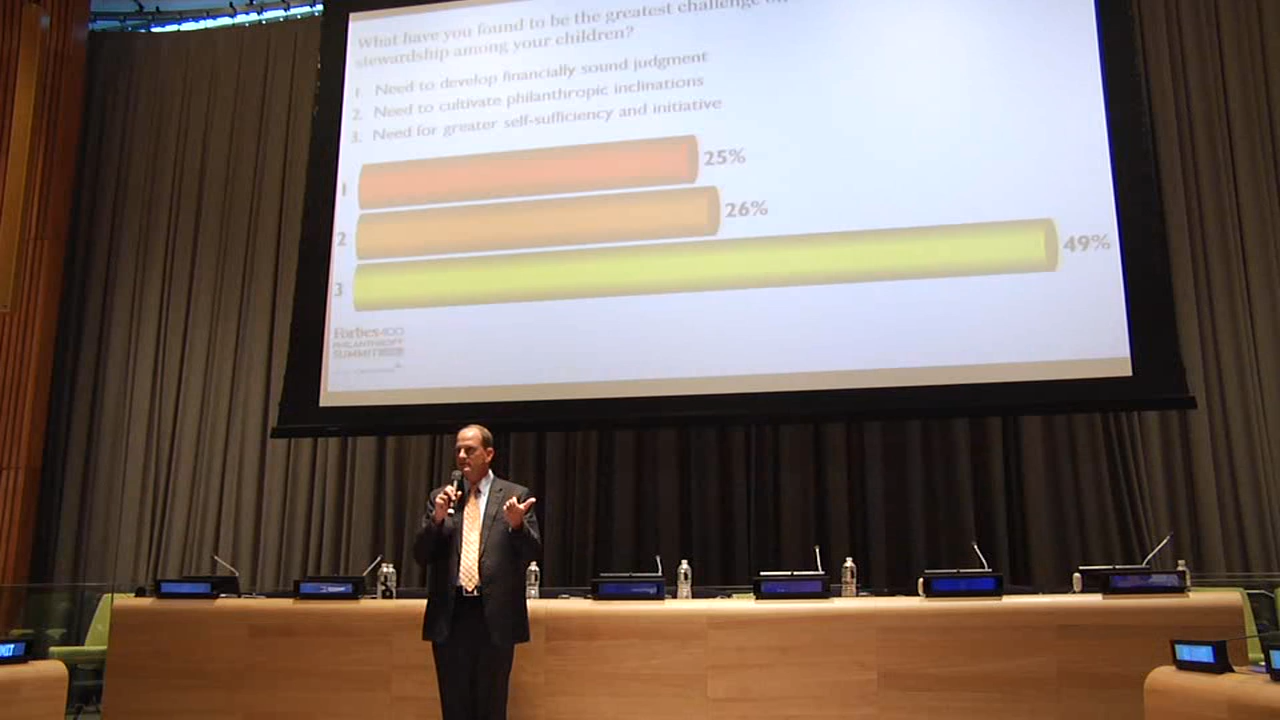 What have you found to be the greatest challenge
stewardship among your children?
1. Need to develop financially sound judgment
2. Need to cultivate philanthropic inclinations
3. Need for greater self-sufficiency and initiative
1 25%
2 26%
3 49%
Forbes400
PHILANTHROPY
SUMMIT